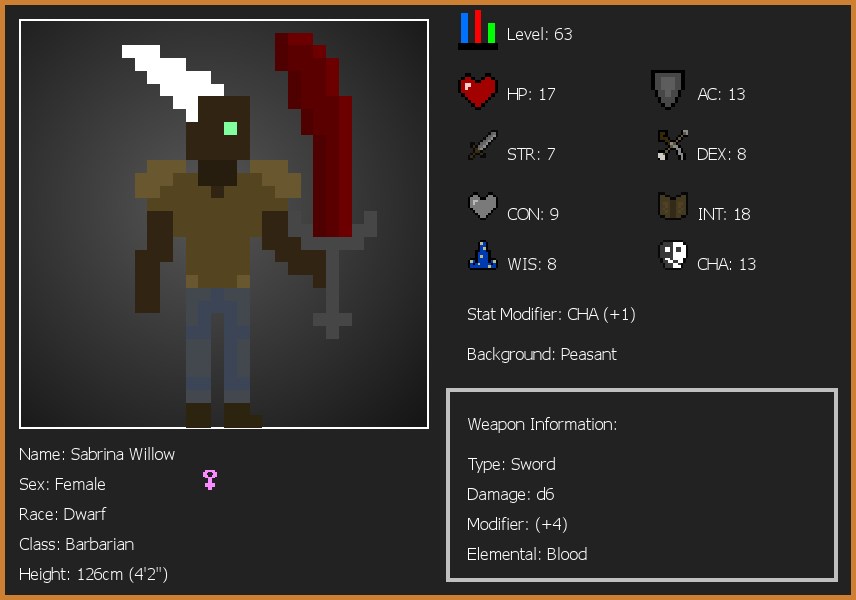 Level: 63
HP: 17
AC: 13
STR: 7
DEX: 8
CON: 9
INT: 18
WIS: 8
CHA: 13
Stat Modifier: CHA (+1)
Background: Peasant
Weapon Information:
Type: Sword
Damage: d6
Modifier: (+4)
Elemental: Blood
Name: Sabrina Willow
Sex: Female
Race: Dwarf
Class: Barbarian
Height: 126cm (4'2")